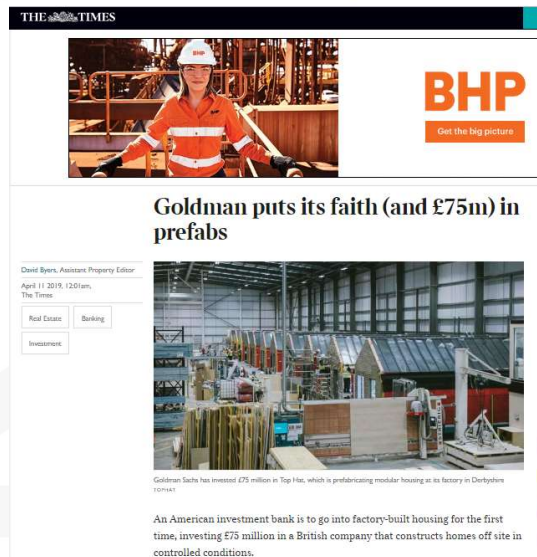 THE TIMES
BHP
BHP
Get the big picture
Goldman puts its faith (and £75m) in
prefabs
David Byers, Assistant Property Editor
April 11 2019, 12:01am,
The Times
Real Estate
Banking
Investment
Goldman Sachs has invested £75 million in Top Hat, which is prefabricating modular housing at its factory in Derbyshire
TOPHAT
An American investment bank is to go into factory-built housing for the first
time, investing £75 million in a British company that constructs homes off site in
controlled conditions.